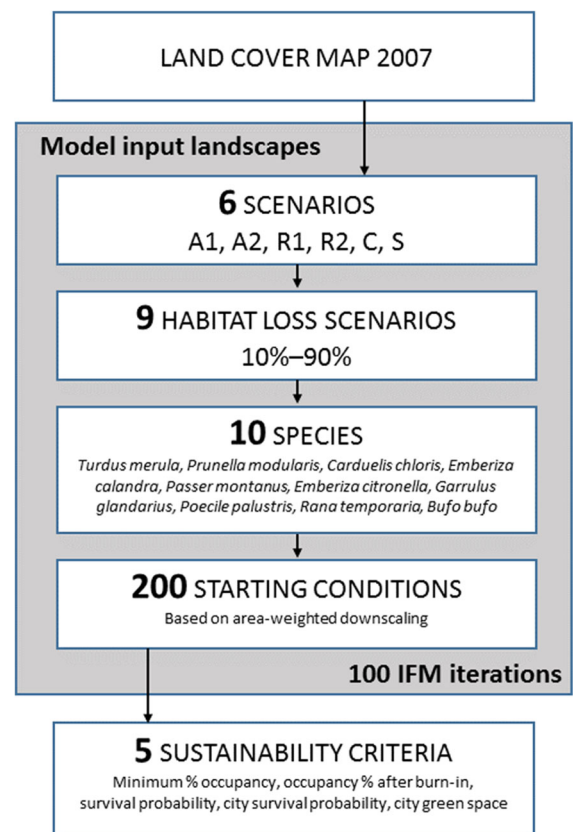 LAND COVER MAP 2007
Model input landscapes
6 SCENARIOS
A1, A2, R1, R2, C, S
9 HABITAT LOSS SCENARIOS
10%–90%
10 SPECIES
Turdus merula, Prunella modularis, Carduelis chloris, Emberiza
calandra, Passer montanus, Emberiza citronella, Garrulus
glandarius, Poecile palustris, Rana temporaria, Bufo bufo
200 STARTING CONDITIONS
Based on area-weighted downscaling
100 IFM iterations
5 SUSTAINABILITY CRITERIA
Minimum % occupancy, occupancy % after burn-in,
survival probability, city survival probability, city green space